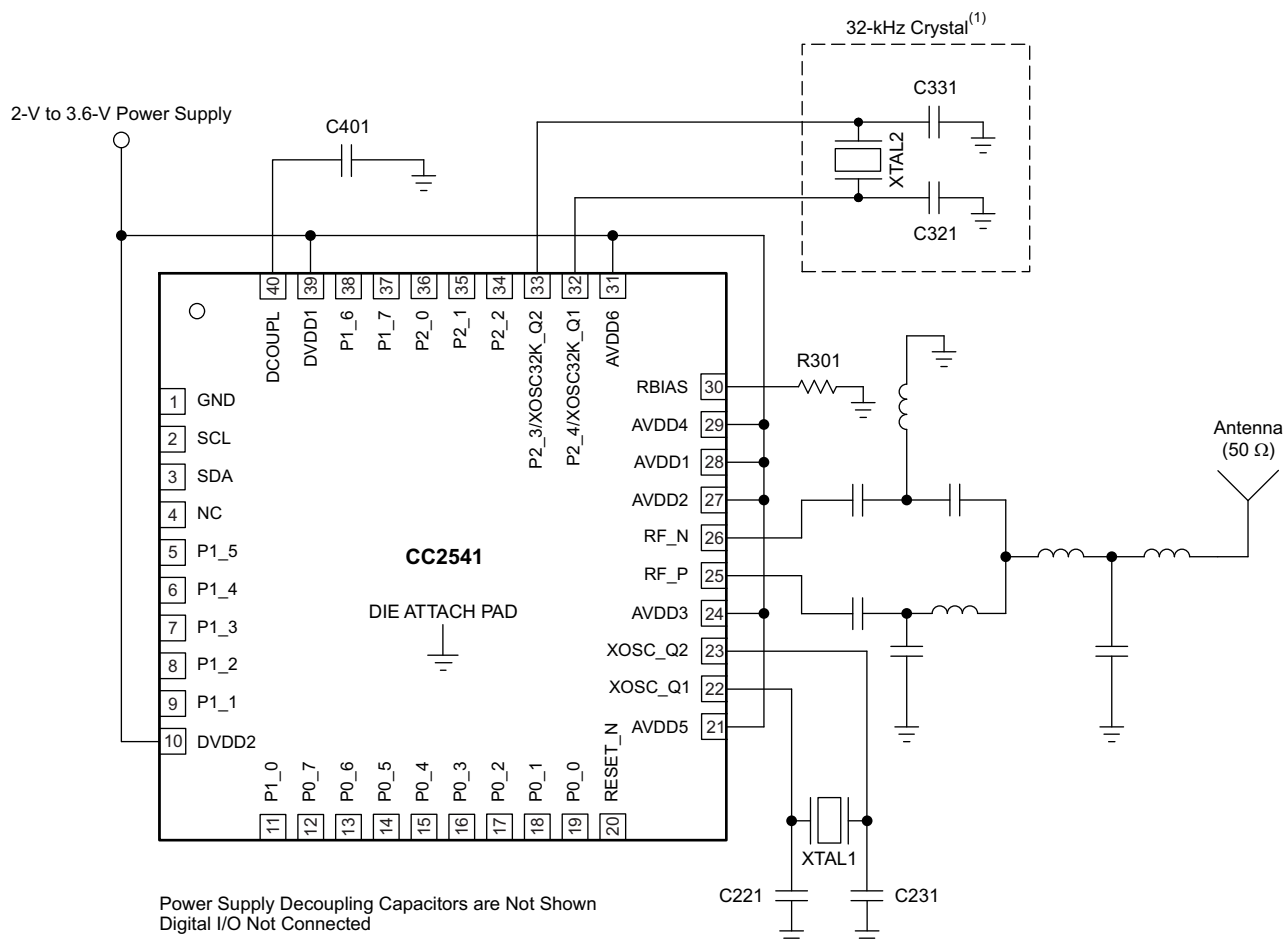 32-kHz Crystal(1)
2-V to 3.6-V Power Supply
C401
C331
XTAL2
C321
40
39
38
37
36
35
34
33
32
31
DCOUPL
DVDD1
P1_6
P1_7
P2_0
P2_1
P2_2
P2_3/XOSC32K_Q2
P2_4/XOSC32K_Q1
AVDD6
1 GND
2 SCL
3 SDA
4 NC
5 P1_5
6 P1_4
7 P1_3
8 P1_2
9 P1_1
10 DVDD2
CC2541
DIE ATTACH PAD
RBIAS 30
AVDD4 29
AVDD1 28
AVDD2 27
RF_N 26
RF_P 25
AVDD3 24
XOSC_Q2 23
XOSC_Q1 22
AVDD5 21
R301
Antenna
(50 Ω)
P1_0
P0_7
P0_6
P0_5
P0_4
P0_3
P0_2
P0_1
P0_0
RESET_N
11
12
13
14
15
16
17
18
19
20
XTAL1
C221
C231
Power Supply Decoupling Capacitors are Not Shown
Digital I/O Not Connected